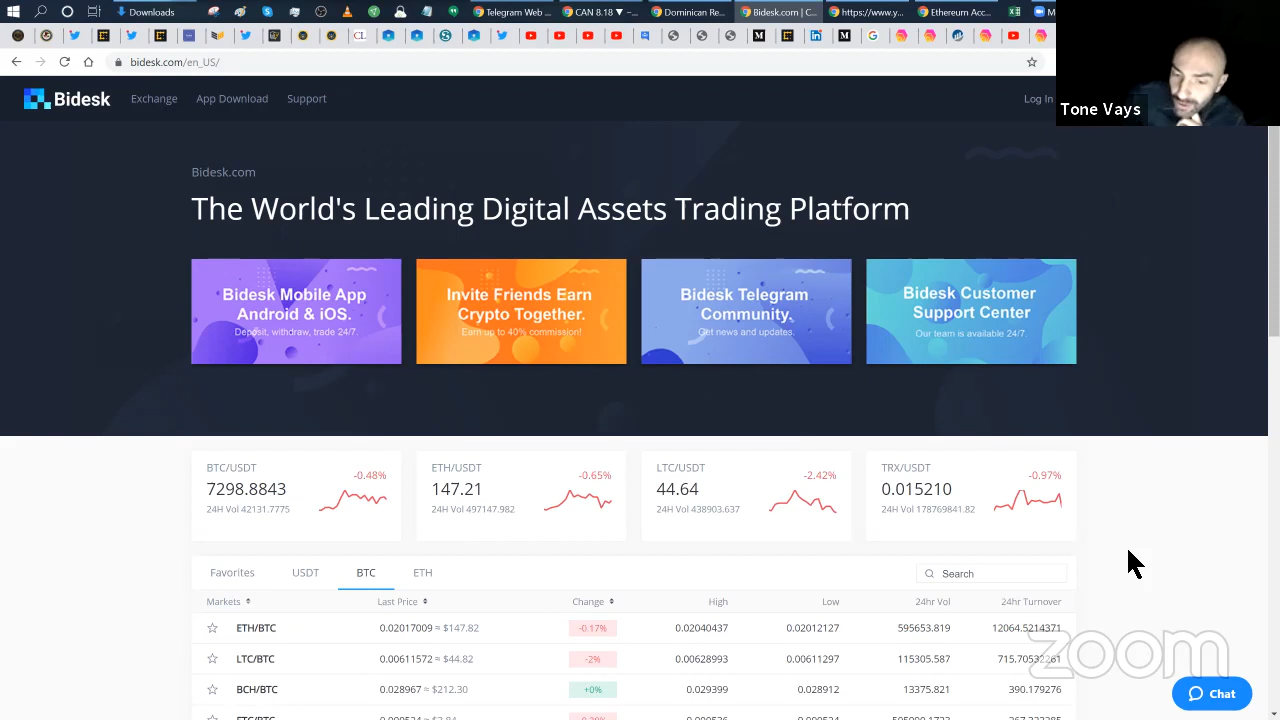 Downloads
Telegram Web
CAN 8.18 ▼
Dominican Re...
Bidesk | C...
https://www.y
Ethereum Acc...
bidesk.com/en_US/
Bidesk
Exchange
App Download
Support
Log In
Tone Vays
Bidesk.com
The World's Leading Digital Assets Trading Platform
Bidesk Mobile App
Android & iOS.
Deposit, withdraw, trade 24/7.
Invite Friends Earn
Crypto Together.
Earn up to 40% commission!
Bidesk Telegram
Community.
Get news and updates.
Bidesk Customer
Support Center
Our team is available 24/7.
BTC/USDT
-0.48%
7298.8843
24H Vol 42131.7775
ETH/USDT
-0.65%
147.21
24H Vol 497147.982
LTC/USDT
-2.42%
44.64
24H Vol 438903.637
TRX/USDT
-0.97%
0.015210
24H Vol 178769841.82
Favorites USDT BTC ETH
Search
Markets Last Price Change High Low 24hr Vol 24hr Turnover
ETH/BTC 0.02017009 ≈ $147.82 -0.17% 0.02040437 0.02012127 595653.819 12064.5214371
LTC/BTC 0.00611572 ≈ $44.82 -2% 0.00628993 0.00611297 115305.587 715.70532261
BCH/BTC 0.028967 ≈ $212.30 +0% 0.029399 0.028912 13375.821 390.179276
zoom
Chat